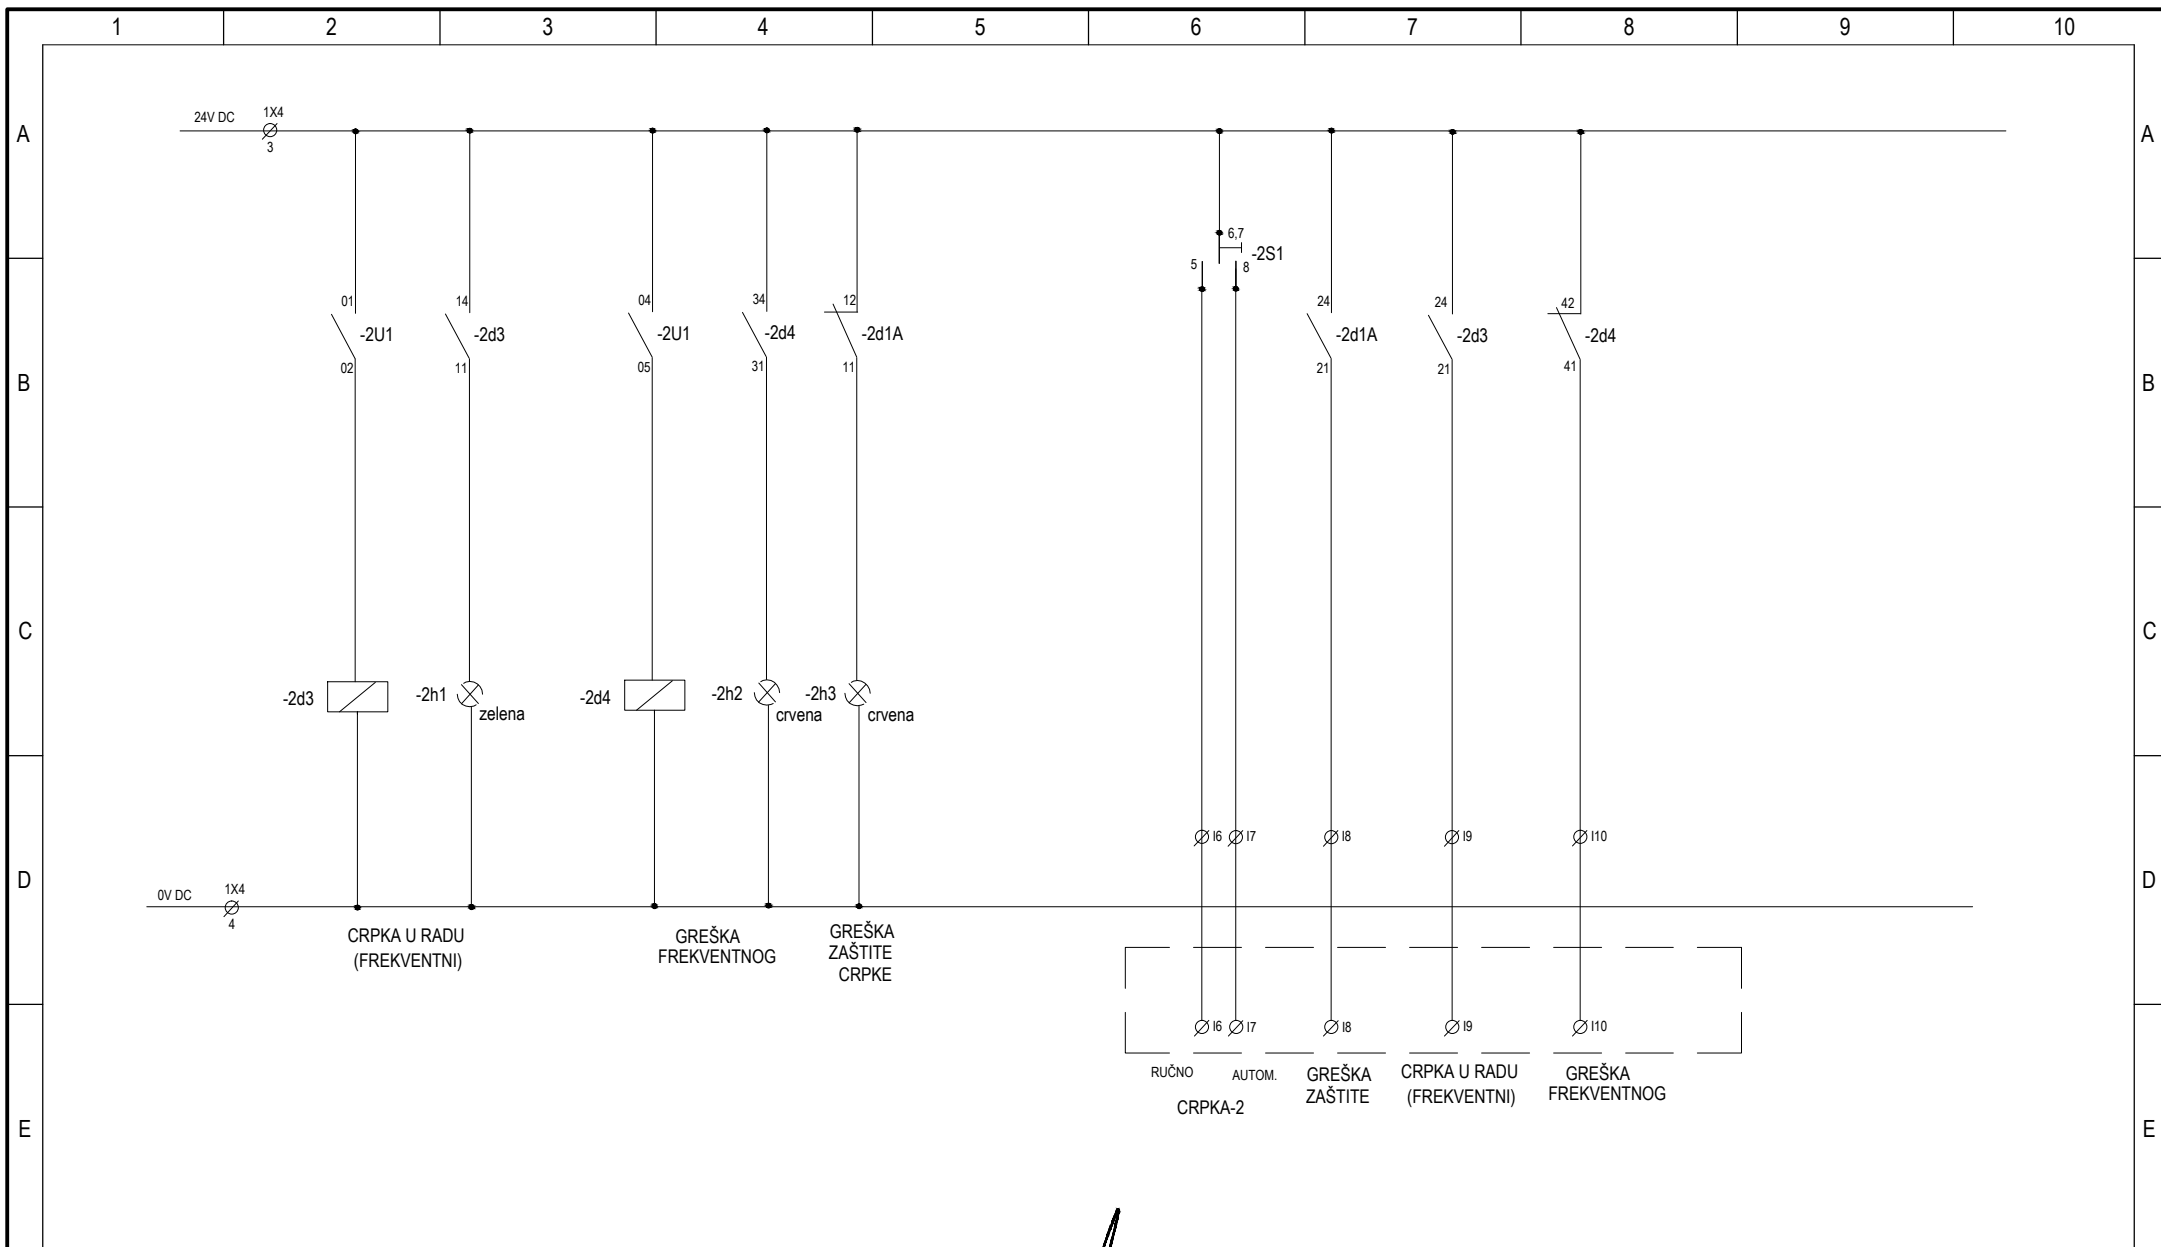 1 2 3 4 5 6 7 8 9 10
A A
24V DC
1X4
3
6,7
-2S1
5 8
B B
01 14 04 34 12 24 24 42
-2U1 -2d3 -2U1 -2d4 -2d1A -2d1A -2d3 -2d4
02 11 05 31 11 21 21 41
C C
-2d3 -2h1 -2d4 -2h2 -2h3
zelena crvena crvena
I6 I7 I8 I9 I10
D D
0V DC
1X4
4
CRPKA U RADU
(FREKVENTNI)
GREŠKA
FREKVENTNOG
GREŠKA
ZAŠTITE
CRPKE
I6 I7 I8 I9 I10
RUČNO AUTOM.
CRPKA-2
GREŠKA
ZAŠTITE
CRPKA U RADU
(FREKVENTNI)
GREŠKA
FREKVENTNOG
E E